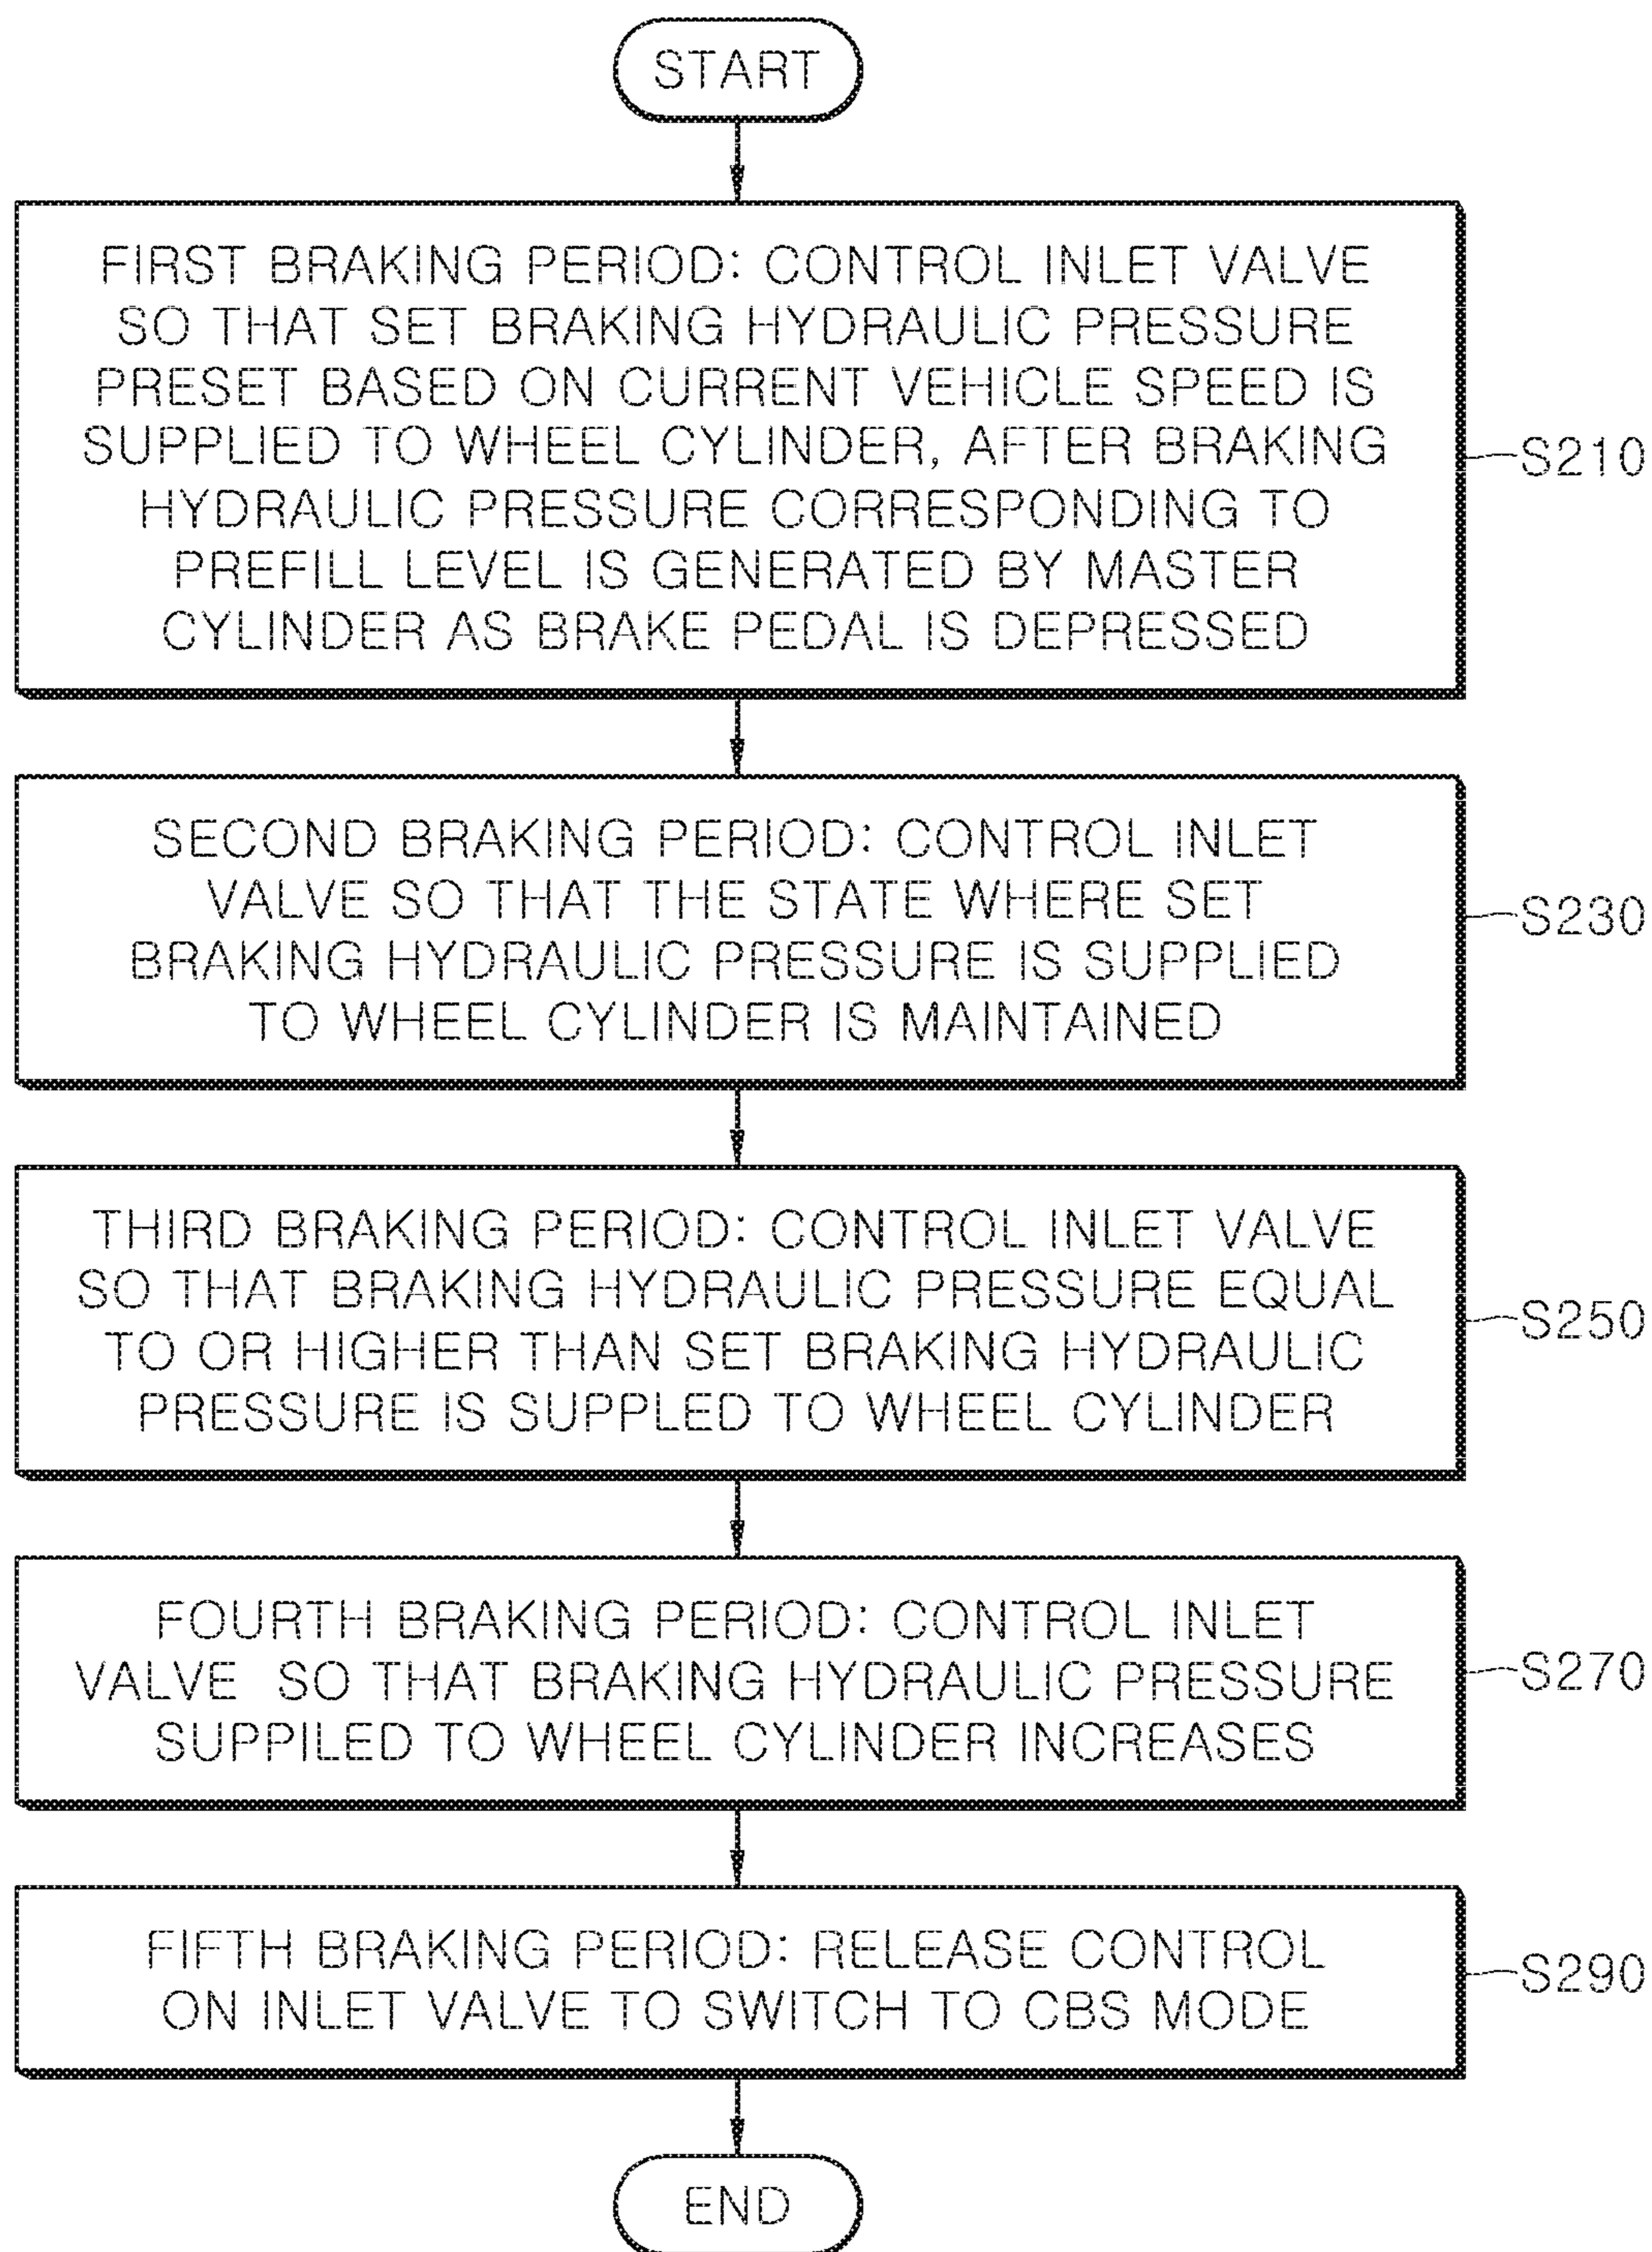 START
FIRST BRAKING PERIOD: CONTROL INLET VALVE
SO THAT SET BRAKING HYDRAULIC PRESSURE
PRESET BASED ON CURRENT VEHICLE SPEED IS
SUPPLIED TO WHEEL CYLINDER, AFTER BRAKING
HYDRAULIC PRESSURE CORRESPONDING TO
PREFILL LEVEL IS GENERATED BY MASTER
CYLINDER AS BRAKE PEDAL IS DEPRESSED
S210
SECOND BRAKING PERIOD: CONTROL INLET
VALVE SO THAT THE STATE WHERE SET
BRAKING HYDRAULIC PRESSURE IS SUPPLIED
TO WHEEL CYLINDER IS MAINTAINED
S230
THIRD BRAKING PERIOD: CONTROL INLET VALVE
SO THAT BRAKING HYDRAULIC PRESSURE EQUAL
TO OR HIGHER THAN SET BRAKING HYDRAULIC
PRESSURE IS SUPPLED TO WHEEL CYLINDER
S250
FOURTH BRAKING PERIOD: CONTROL INLET
VALVE SO THAT BRAKING HYDRAULIC PRESSURE
SUPPILED TO WHEEL CYLINDER INCREASES
S270
FIFTH BRAKING PERIOD: RELEASE CONTROL
ON INLET VALVE TO SWITCH TO CBS MODE
S290
END